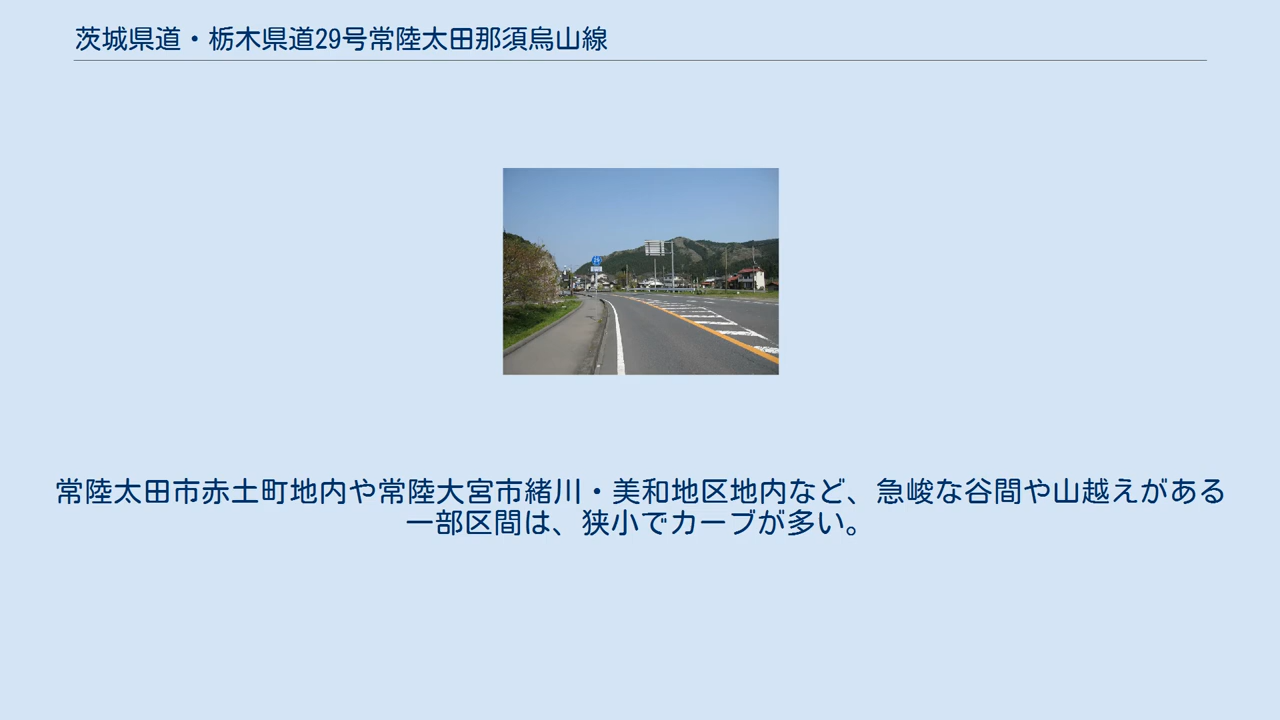 茨城県道・栃木県道29号常陸太田那須烏山線
常陸太田市赤土町地内や常陸大宮市緒川・美和地区地内など、急峻な谷間や山越えがある
一部区間は、狭小でカーブが多い。